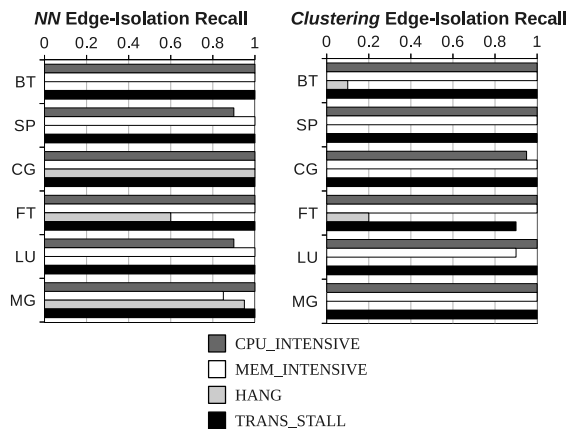 NN Edge-Isolation Recall
0 0.2 0.4 0.6 0.8 1
BT
SP
CG
FT
LU
MG
Clustering Edge-Isolation Recall
0 0.2 0.4 0.6 0.8 1
BT
SP
CG
FT
LU
MG
CPU_INTENSIVE
MEM_INTENSIVE
HANG
TRANS_STALL